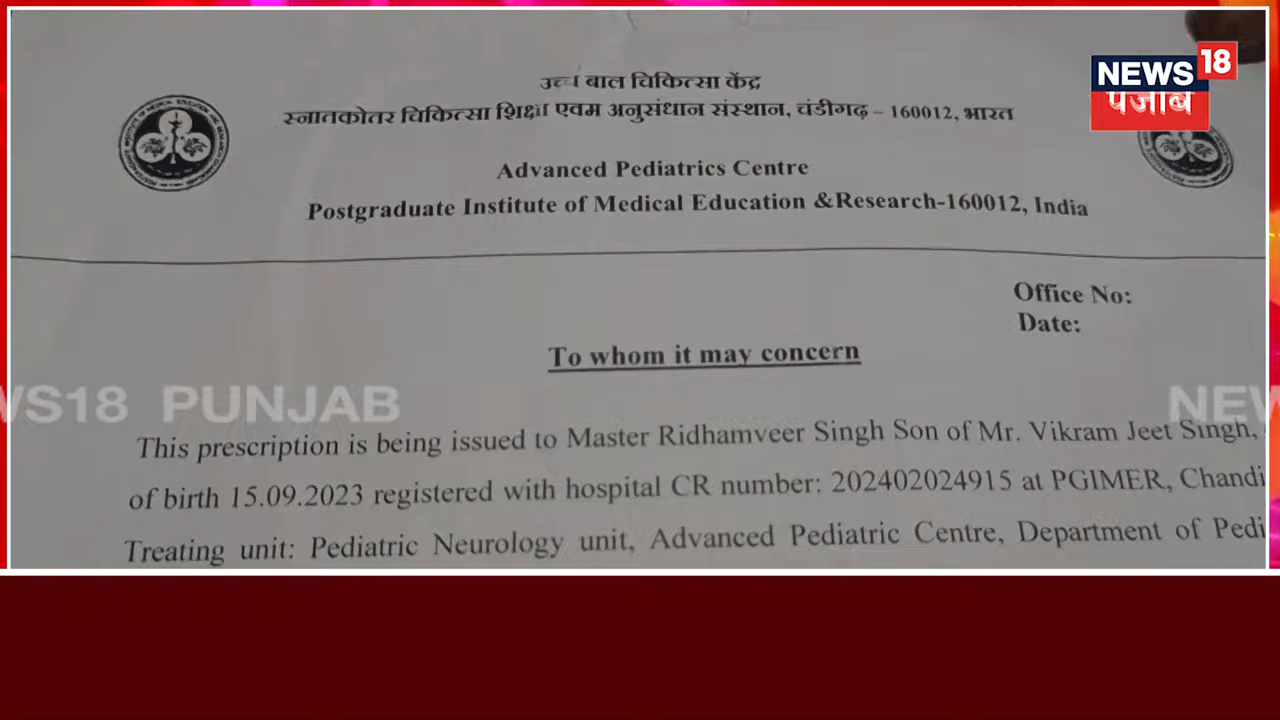 उच्च बाल चिकित्सा केंद्र
स्नातकोतर चिकित्सा शिक्षा एवम अनुसंधान संस्थान, चंडीगढ़ – 160012, भारत
Advanced Pediatrics Centre
Postgraduate Institute of Medical Education &Research-160012, India
NEWS 18
पंजाब
Office No:
Date:
To whom it may concern
WS18 PUNJAB
NEW
This prescription is being issued to Master Ridhamveer Singh Son of Mr. Vikram Jeet Singh,
of birth 15.09.2023 registered with hospital CR number: 202402024915 at PGIMER, Chandi
Treating unit: Pediatric Neurology unit, Advanced Pediatric Centre, Department of Pedi